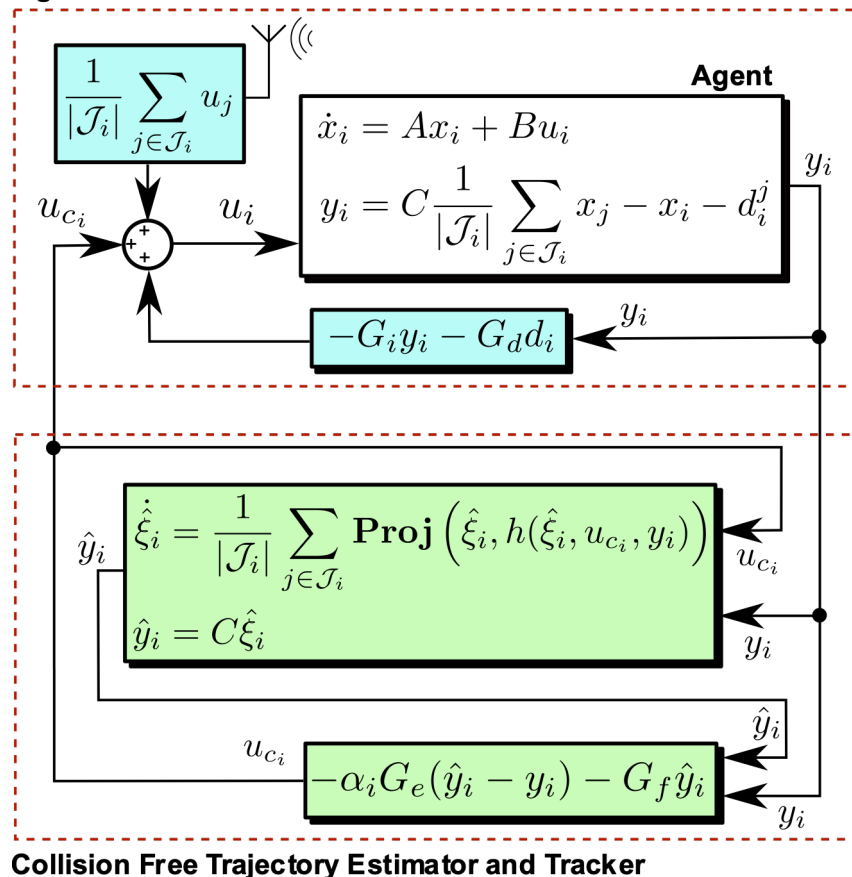 1/|𝒥ᵢ| ∑_{j∈𝒥ᵢ} uⱼ
Agent
ẋᵢ = Axᵢ + Buᵢ
yᵢ = C 1/|𝒥ᵢ| ∑_{j∈𝒥ᵢ} xⱼ − xᵢ − dᵢʲ
yᵢ
u_{cᵢ}
+
+
+
uᵢ
−Gᵢyᵢ − G_d dᵢ
yᵢ
ξ̂̇ᵢ = 1/|𝒥ᵢ| ∑_{j∈𝒥ᵢ} Proj(ξ̂ᵢ, h(ξ̂ᵢ, u_{cᵢ}, yᵢ))
ŷᵢ = Cξ̂ᵢ
ŷᵢ
u_{cᵢ}
yᵢ
ŷᵢ
u_{cᵢ}
−αᵢGₑ(ŷᵢ − yᵢ) − G_f ŷᵢ
yᵢ
Collision Free Trajectory Estimator and Tracker